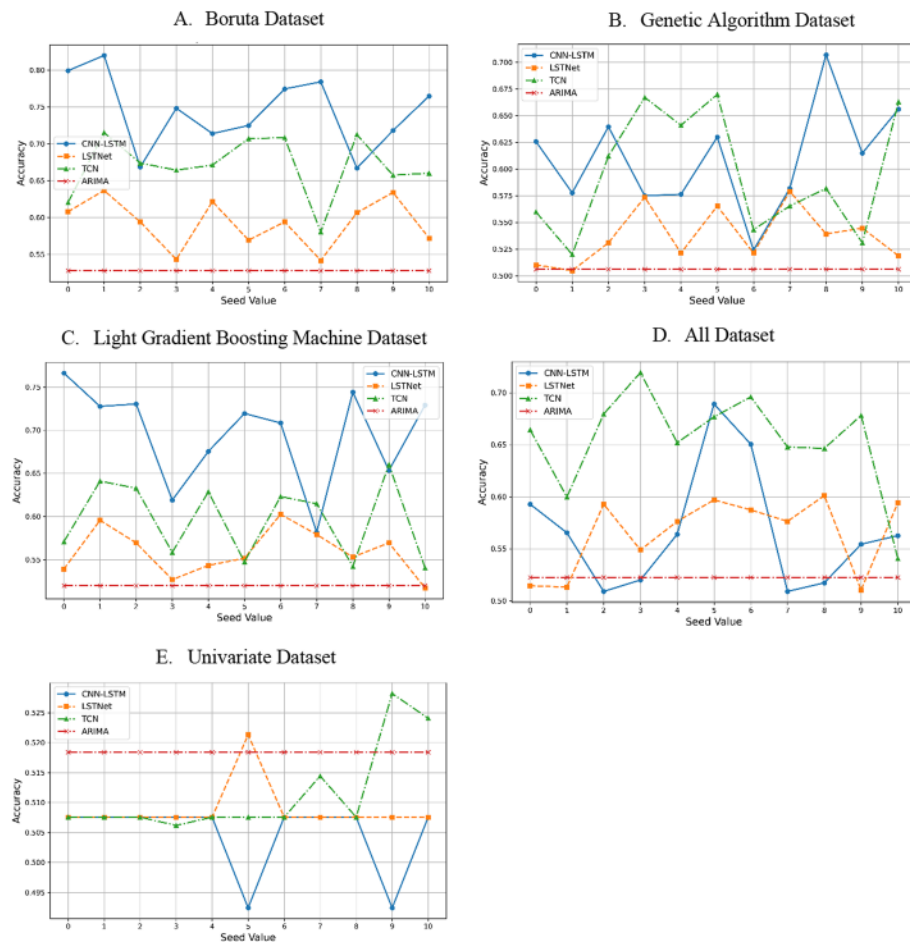 A. Boruta Dataset
0.80
0.75
0.70
0.65
0.60
0.55
Accuracy
CNN-LSTM
LSTNet
TCN
ARIMA
0 1 2 3 4 5 6 7 8 9 10
Seed Value
B. Genetic Algorithm Dataset
0.700
0.675
0.650
0.625
0.600
0.575
0.550
0.525
0.500
Accuracy
CNN-LSTM
LSTNet
TCN
ARIMA
0 1 2 3 4 5 6 7 8 9 10
Seed Value
C. Light Gradient Boosting Machine Dataset
0.75
0.70
0.65
0.60
0.55
Accuracy
CNN-LSTM
LSTNet
TCN
ARIMA
0 1 2 3 4 5 6 7 8 9 10
Seed Value
D. All Dataset
0.70
0.65
0.60
0.55
0.50
Accuracy
CNN-LSTM
LSTNet
TCN
ARIMA
0 1 2 3 4 5 6 7 8 9 10
Seed Value
E. Univariate Dataset
0.525
0.520
0.515
0.510
0.505
0.500
0.495
Accuracy
CNN-LSTM
LSTNet
TCN
ARIMA
0 1 2 3 4 5 6 7 8 9 10
Seed Value